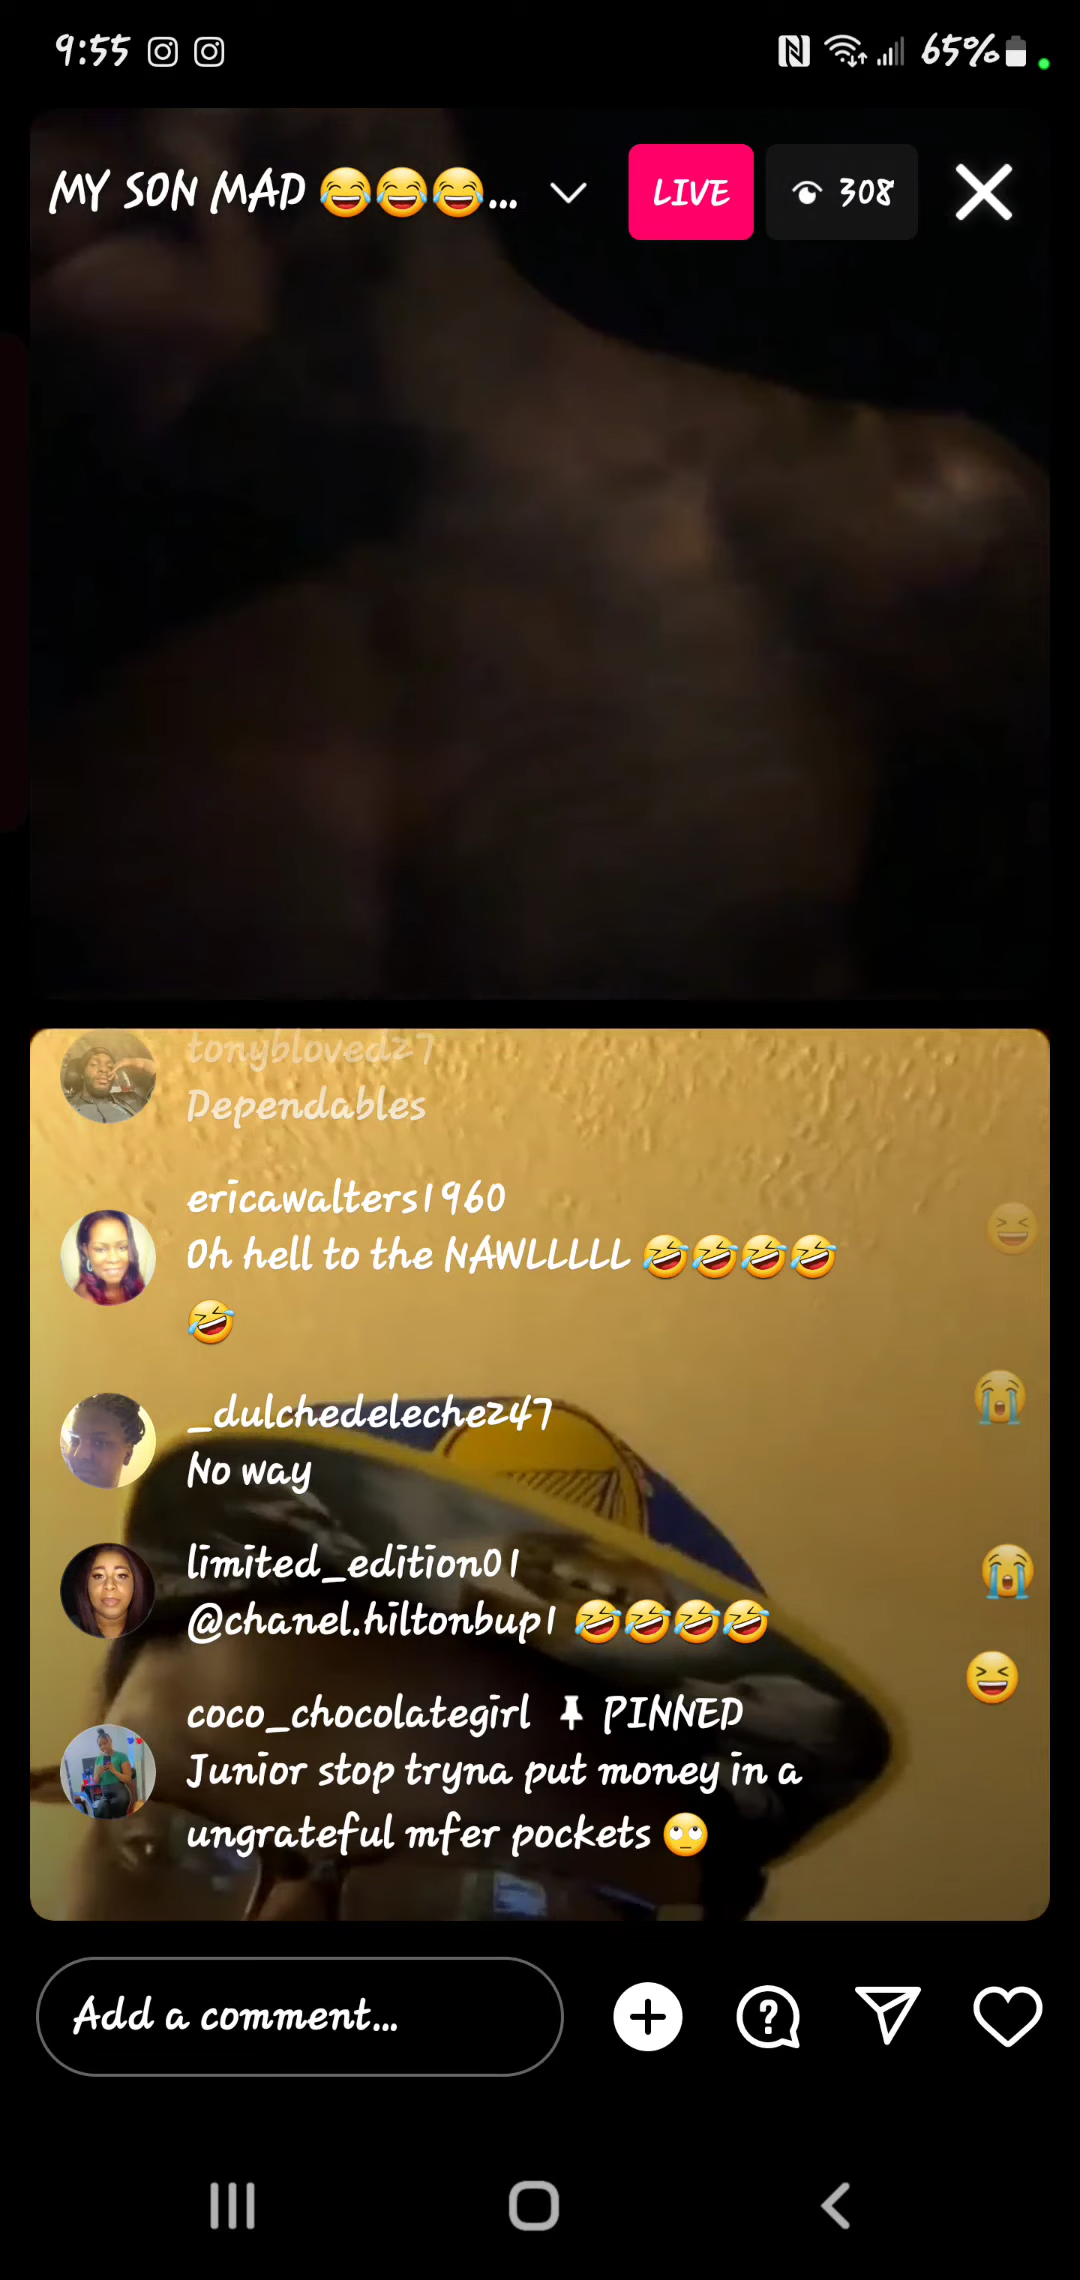 9:55 65%
MY SON MAD 😂😂😂... LIVE 308
tonybloved27
Dependables
ericawalters1960
Oh hell to the NAWLLLLL 🤣🤣🤣🤣
🤣
_dulchedeleche247
No way
limited_edition01
@chanel.hiltonbup1 🤣🤣🤣🤣
coco_chocolategirl 📌 PINNED
Junior stop tryna put money in a
ungrateful mfer pockets 🙄
Add a comment...